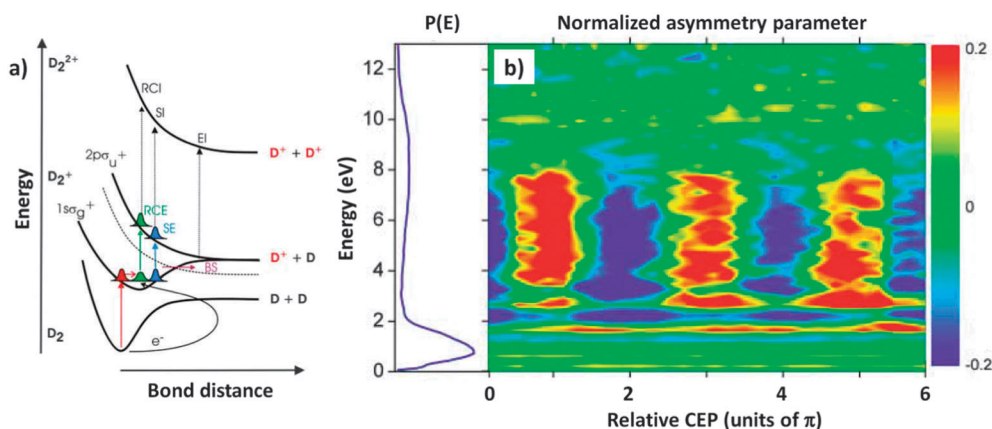 a)
D₂²⁺
RCI
SI
EI
D⁺ + D⁺
2pσᵤ⁺
D₂⁺
1sσg⁺
RCE
SE
BS
D⁺ + D
D + D
D₂
e⁻
Energy
Bond distance
P(E)
Normalized asymmetry parameter
b)
Energy (eV)
12
10
8
6
4
2
0
0
2
4
6
Relative CEP (units of π)
0.2
0
-0.2